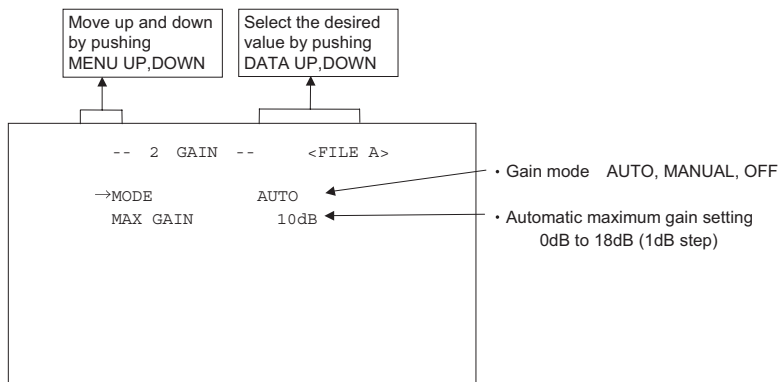 Move up and down
by pushing
MENU UP,DOWN
Select the desired
value by pushing
DATA UP,DOWN
-- 2 GAIN -- <FILE A>
→MODE AUTO
MAX GAIN 10dB
・Gain mode AUTO, MANUAL, OFF
・Automatic maximum gain setting
0dB to 18dB (1dB step)